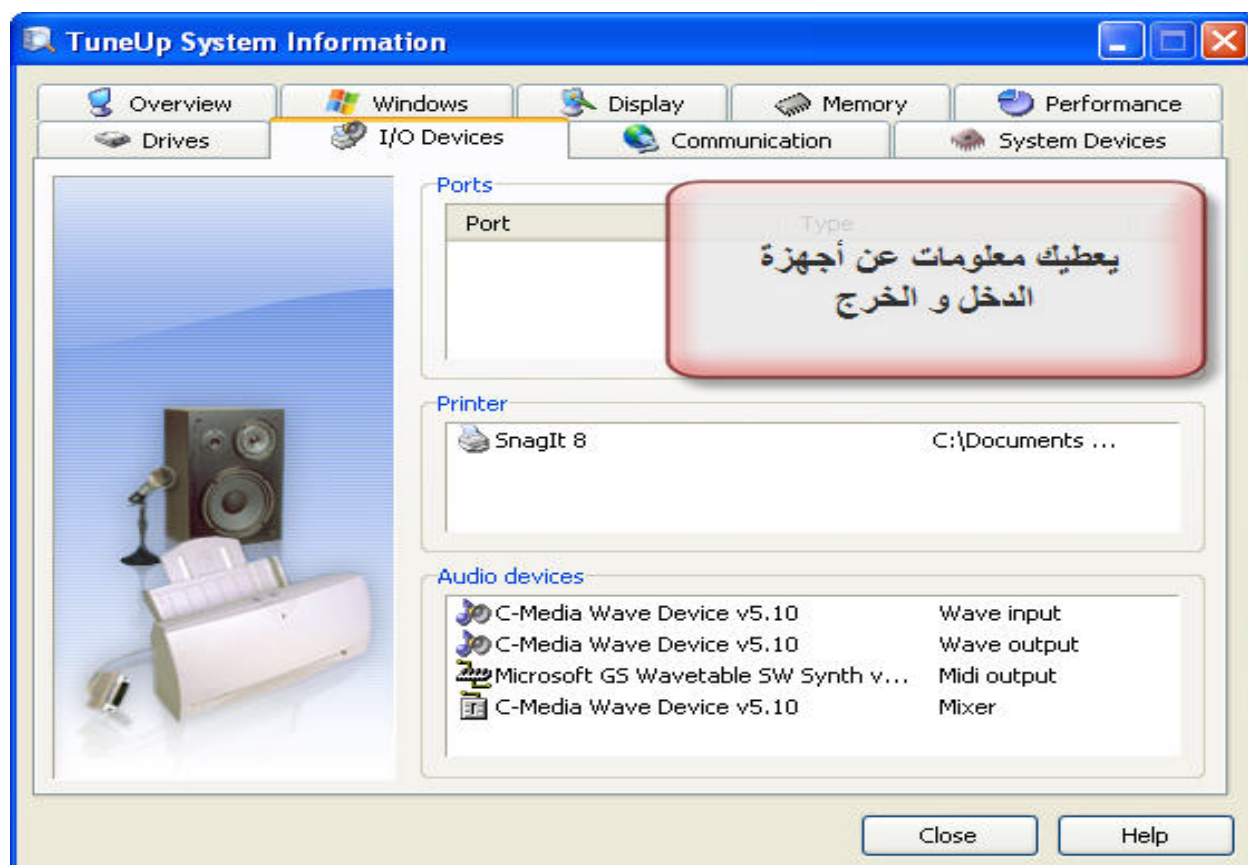 TuneUp System Information
Overview Windows Display Memory Performance
Drives I/O Devices Communication System Devices
Ports
Port Type
يعطيك معلومات عن أجهزة
الدخل و الخرج
Printer
SnagIt 8 C:\Documents ...
Audio devices
C-Media Wave Device v5.10 Wave input
C-Media Wave Device v5.10 Wave output
Microsoft GS Wavetable SW Synth v... Midi output
C-Media Wave Device v5.10 Mixer
Close Help